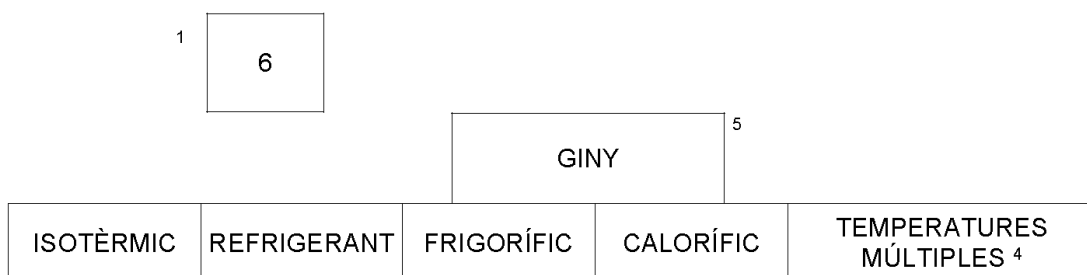 1
6
5
GINY
ISOTÈRMIC REFRIGERANT FRIGORÍFIC CALORÍFIC TEMPERATURES
MÚLTIPLES 4